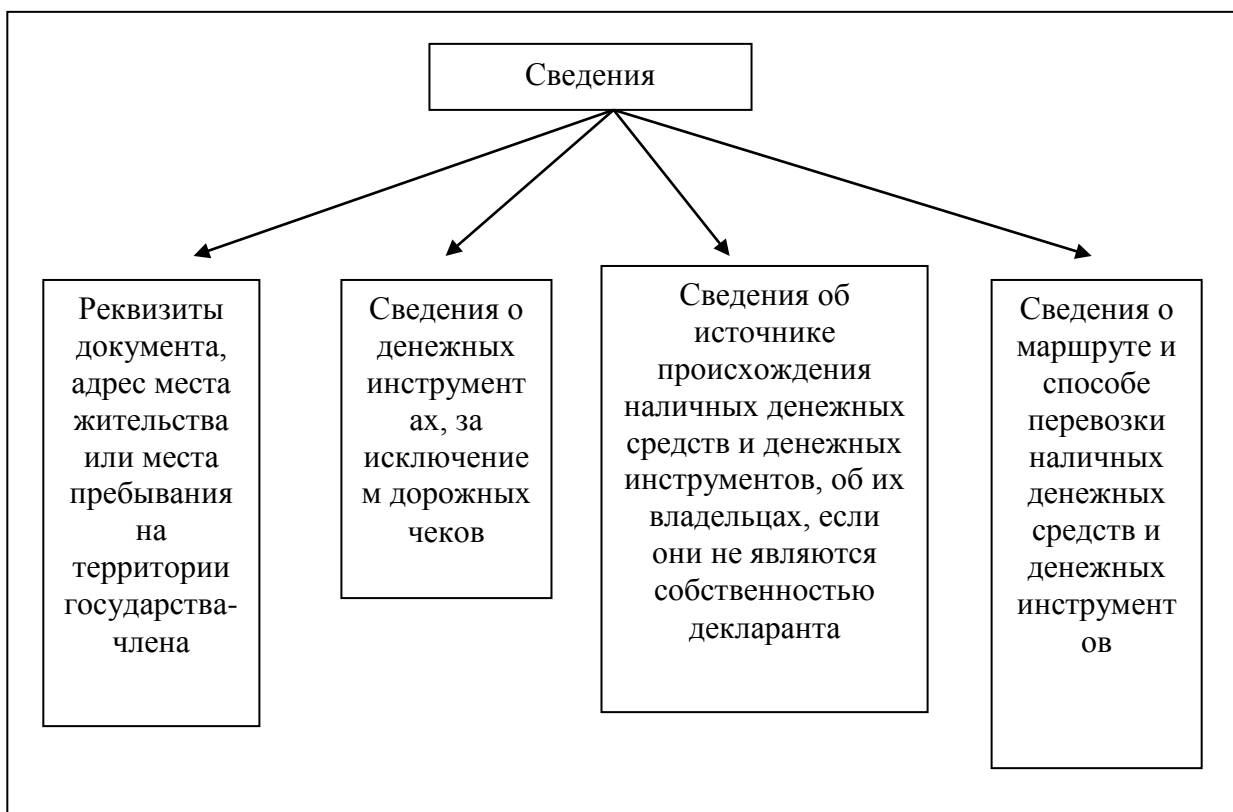 Сведения
Реквизиты
документа,
адрес места
жительства
или места
пребывания
на
территории
государства-
члена
Сведения о
денежных
инструмент
ах, за
исключение
м дорожных
чеков
Сведения об
источнике
происхождения
наличных денежных
средств и денежных
инструментов, об их
владельцах, если
они не являются
собственностью
декларанта
Сведения о
маршруте и
способе
перевозки
наличных
денежных
средств и
денежных
инструмент
ов